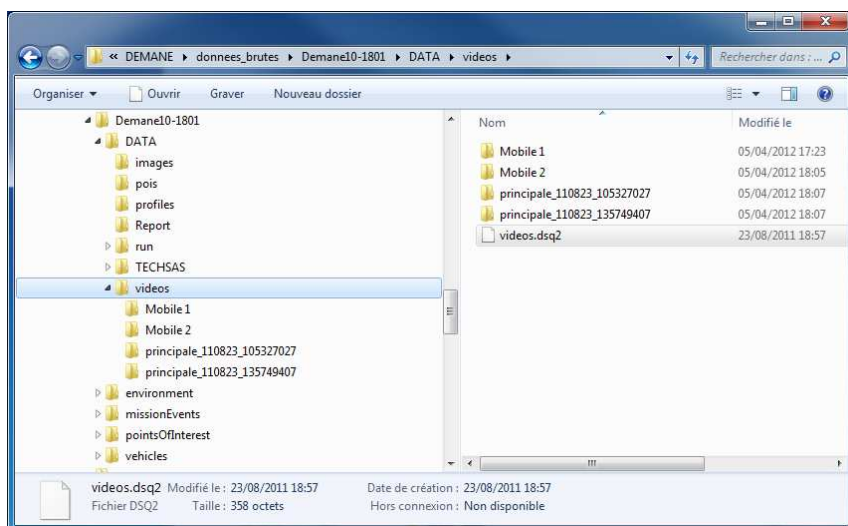 « DEMANE ▸ donnees_brutes ▸ Demane10-1801 ▸ DATA ▸ videos ▸
Rechercher dans : ...
Organiser Ouvrir Graver Nouveau dossier
Demane10-1801
DATA
images
pois
profiles
Report
run
TECHSAS
videos
Mobile 1
Mobile 2
principale_110823_105327027
principale_110823_135749407
environment
missionEvents
pointsOfInterest
vehicles
Nom Modifié le
Mobile 1 05/04/2012 17:23
Mobile 2 05/04/2012 18:05
principale_110823_105327027 05/04/2012 18:07
principale_110823_135749407 05/04/2012 18:07
videos.dsq2 23/08/2011 18:57
videos.dsq2 Modifié le : 23/08/2011 18:57 Date de création : 23/08/2011 18:57
Fichier DSQ2 Taille : 358 octets Hors connexion : Non disponible